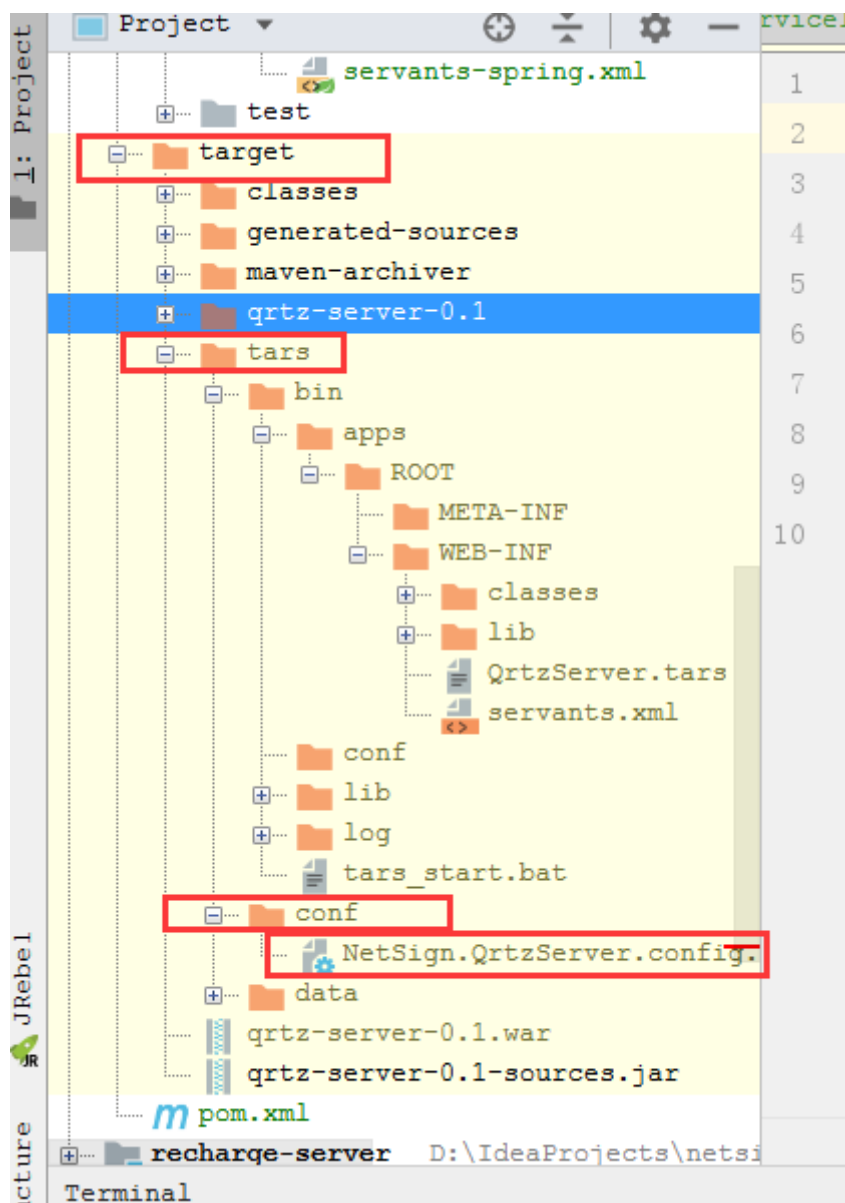 Project
rvicel
1: Project
servants-spring.xml
1
test
2
target
3
classes
generated-sources
4
maven-archiver
5
qrtz-server-0.1
6
tars
7
bin
8
apps
9
ROOT
META-INF
10
WEB-INF
classes
lib
QrtzServer.tars
servants.xml
conf
lib
log
tars_start.bat
conf
NetSign.QrtzServer.config.
JRebel
data
qrtz-server-0.1.war
JR
qrtz-server-0.1-sources.jar
pom.xml
recharge-server D:\IdeaProjects\netsi
cture
Terminal